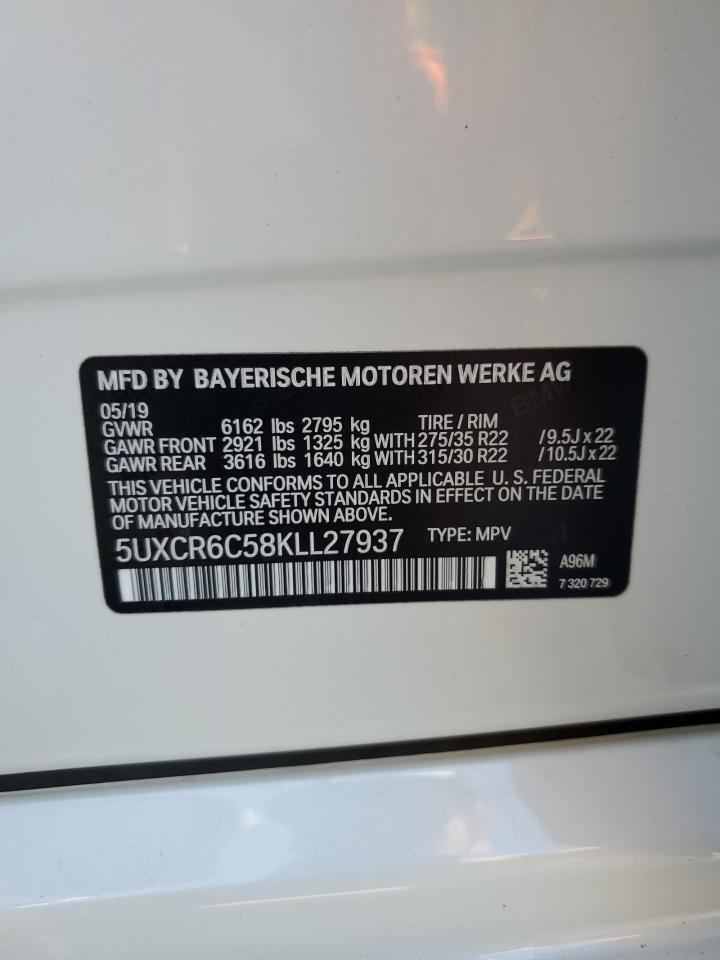 MFD BY BAYERISCHE MOTOREN WERKE AG
05/19
GVWR 6162 lbs 2795 kg TIRE / RIM
GAWR FRONT 2921 lbs 1325 kg WITH 275/35 R22 / 9.5J x 22
GAWR REAR 3616 lbs 1640 kg WITH 315/30 R22 / 10.5J x 22
THIS VEHICLE CONFORMS TO ALL APPLICABLE U. S. FEDERAL
MOTOR VEHICLE SAFETY STANDARDS IN EFFECT ON THE DATE
OF MANUFACTURE SHOWN ABOVE.
5UXCR6C58KLL27937 TYPE: MPV
A96M
7 320 729